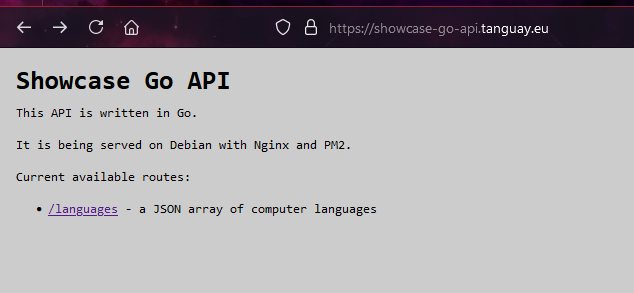 https://showcase-go-api.tanguay.eu
Showcase Go API
This API is written in Go.
It is being served on Debian with Nginx and PM2.
Current available routes:
• /languages - a JSON array of computer languages